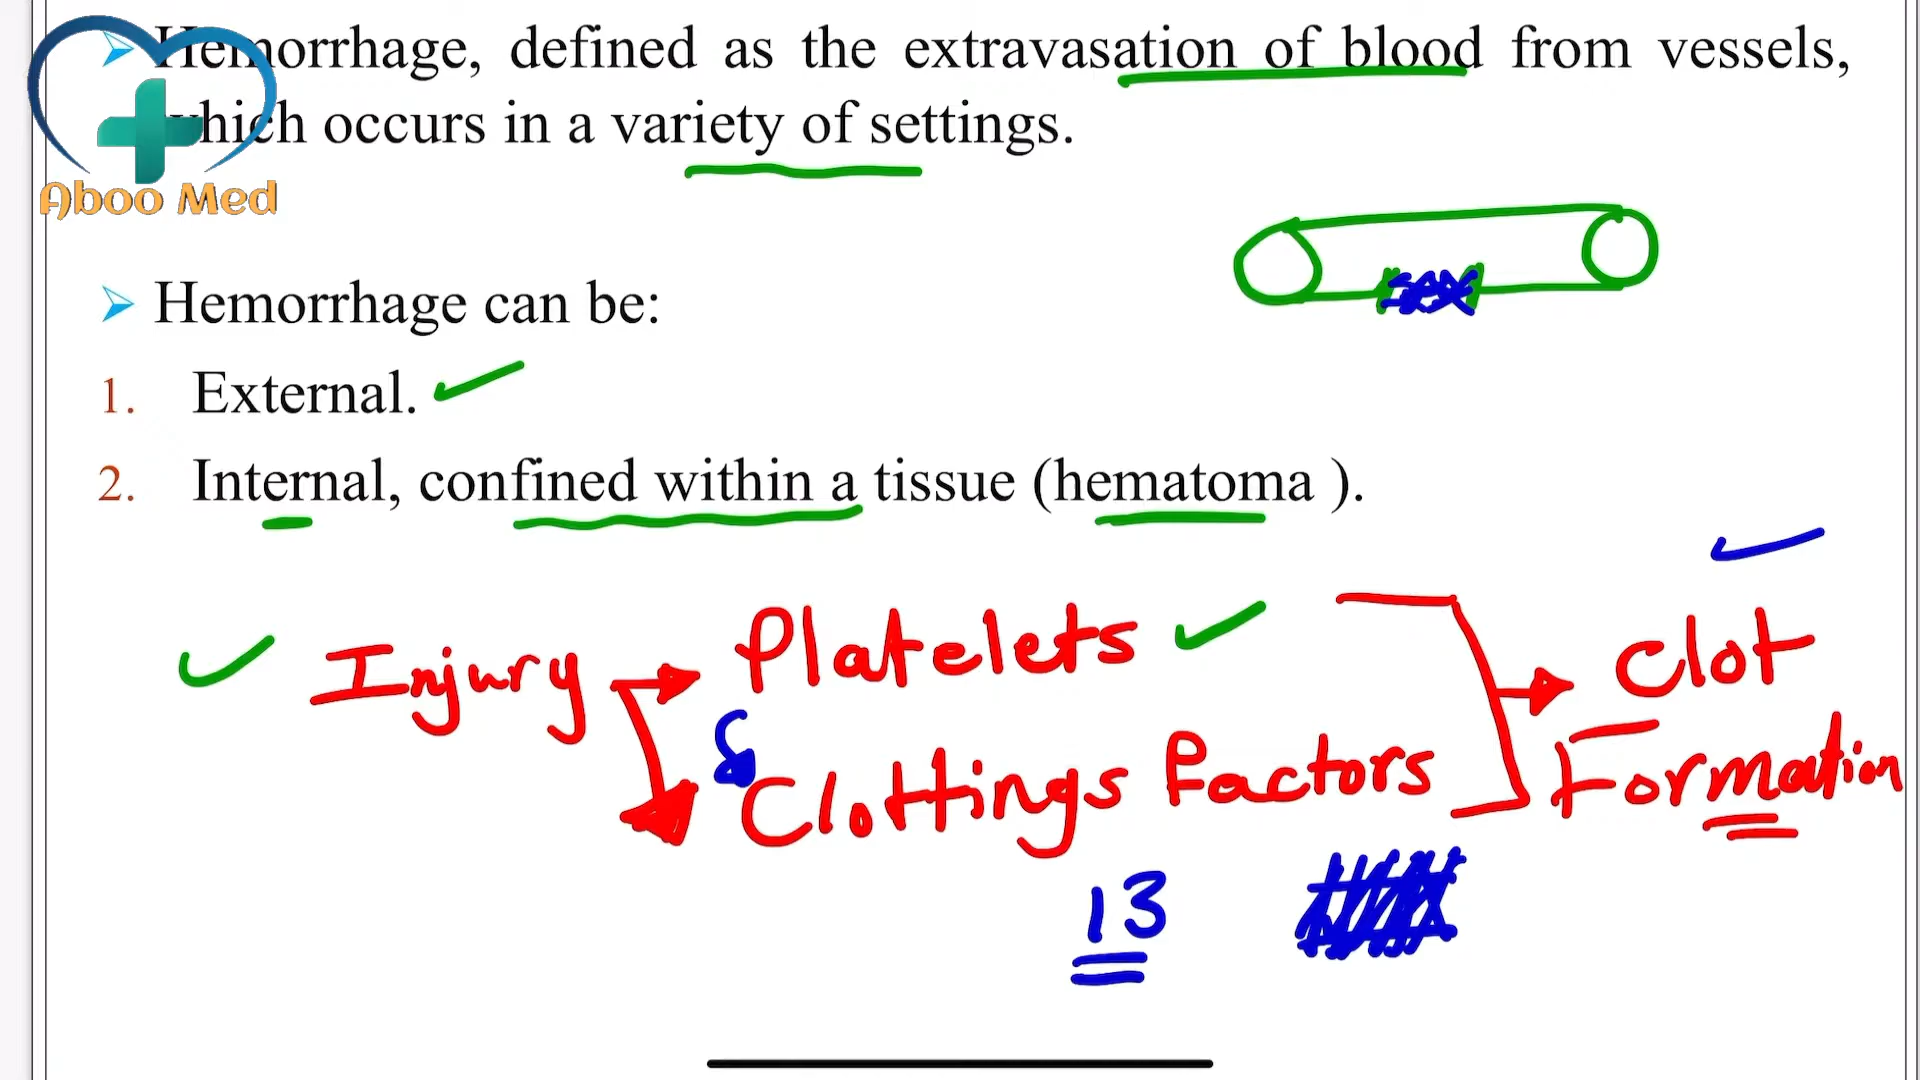 Hemorrhage, defined as the extravasation of blood from vessels,
which occurs in a variety of settings.
Aboo Med
Hemorrhage can be:
1. External.
2. Internal, confined within a tissue (hematoma ).
Injury Platelets Clot
Clottings Factors Formation
13